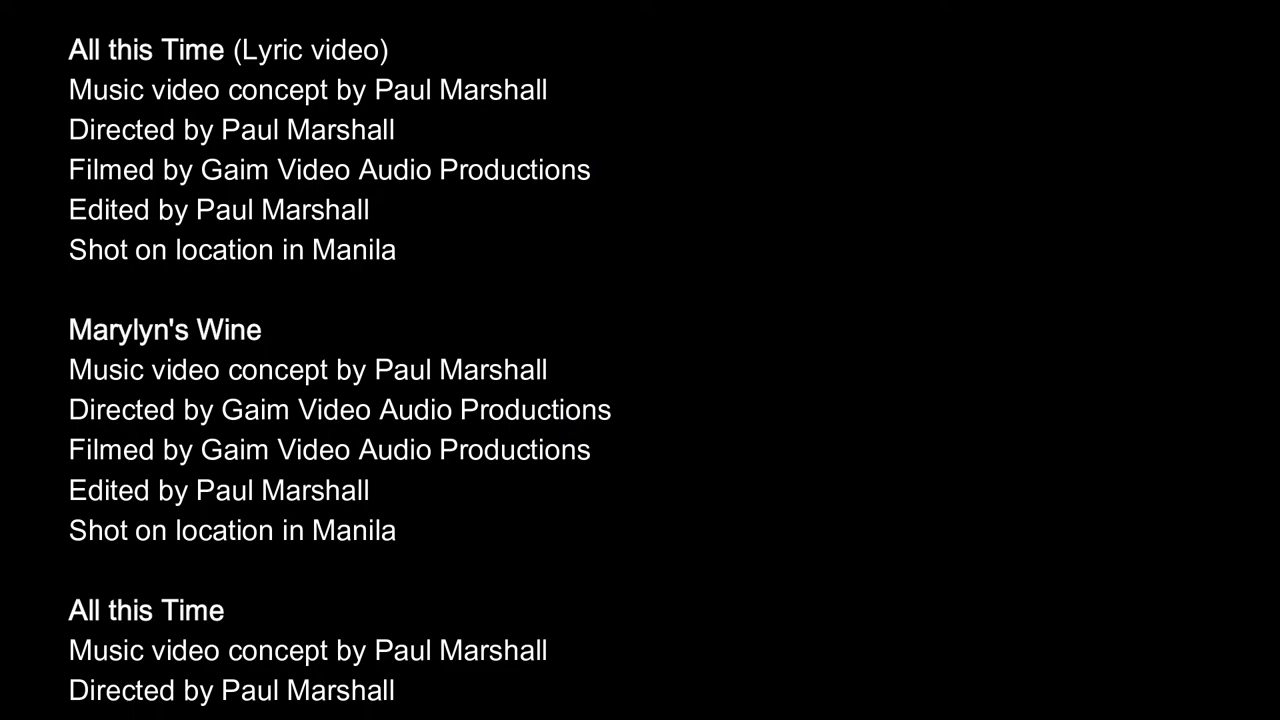 All this Time (Lyric video)
Music video concept by Paul Marshall
Directed by Paul Marshall
Filmed by Gaim Video Audio Productions
Edited by Paul Marshall
Shot on location in Manila
Marylyn's Wine
Music video concept by Paul Marshall
Directed by Gaim Video Audio Productions
Filmed by Gaim Video Audio Productions
Edited by Paul Marshall
Shot on location in Manila
All this Time
Music video concept by Paul Marshall
Directed by Paul Marshall